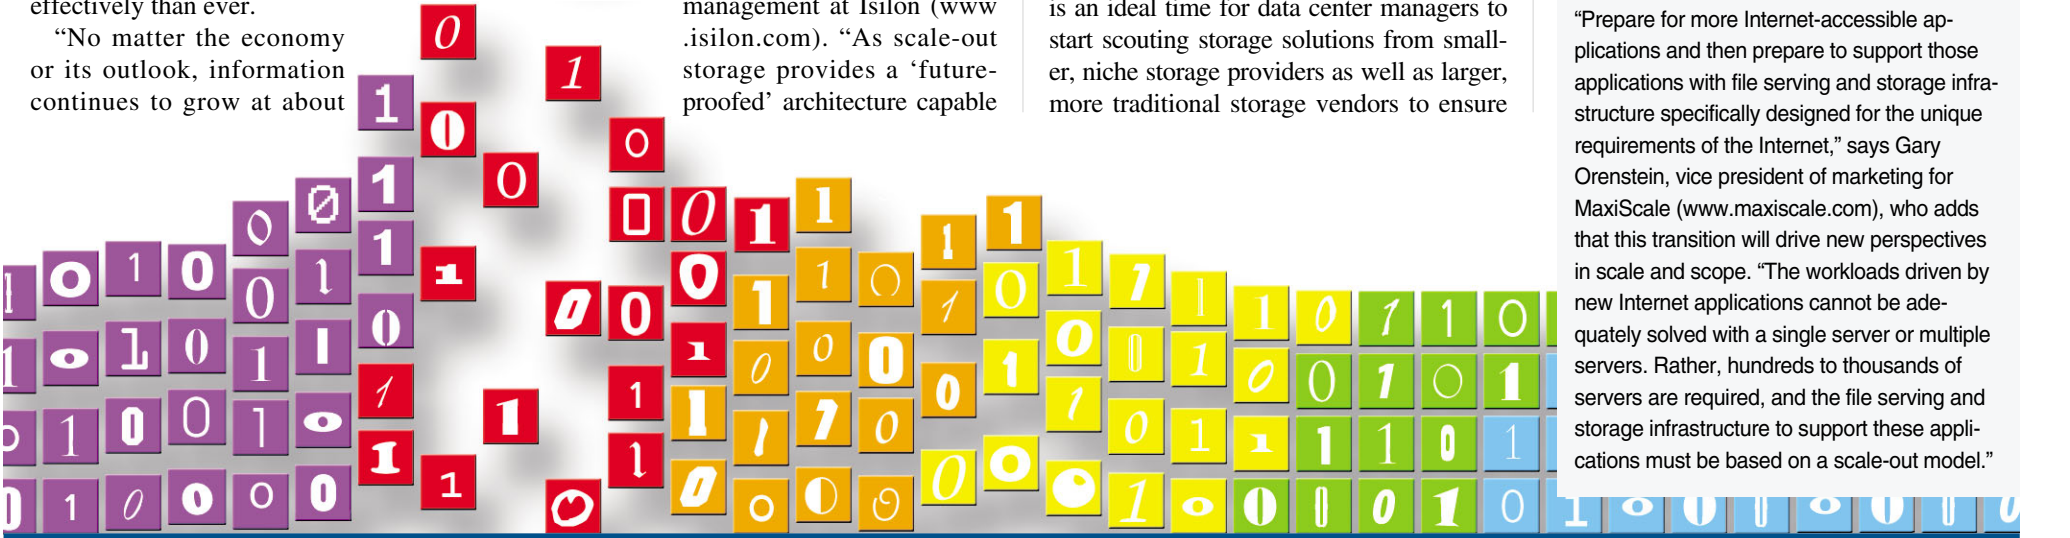 effectively than ever.
“No matter the economy
or its outlook, information
continues to grow at about
management at Isilon (www
.isilon.com). “As scale-out
storage provides a ‘future-
proofed’ architecture capable
is an ideal time for data center managers to
start scouting storage solutions from small-
er, niche storage providers as well as larger,
more traditional storage vendors to ensure
“Prepare for more Internet-accessible ap-
plications and then prepare to support those
applications with file serving and storage infra-
structure specifically designed for the unique
requirements of the Internet,” says Gary
Orenstein, vice president of marketing for
MaxiScale (www.maxiscale.com), who adds
that this transition will drive new perspectives
in scale and scope. “The workloads driven by
new Internet applications cannot be ade-
quately solved with a single server or multiple
servers. Rather, hundreds to thousands of
servers are required, and the file serving and
storage infrastructure to support these appli-
cations must be based on a scale-out model.”